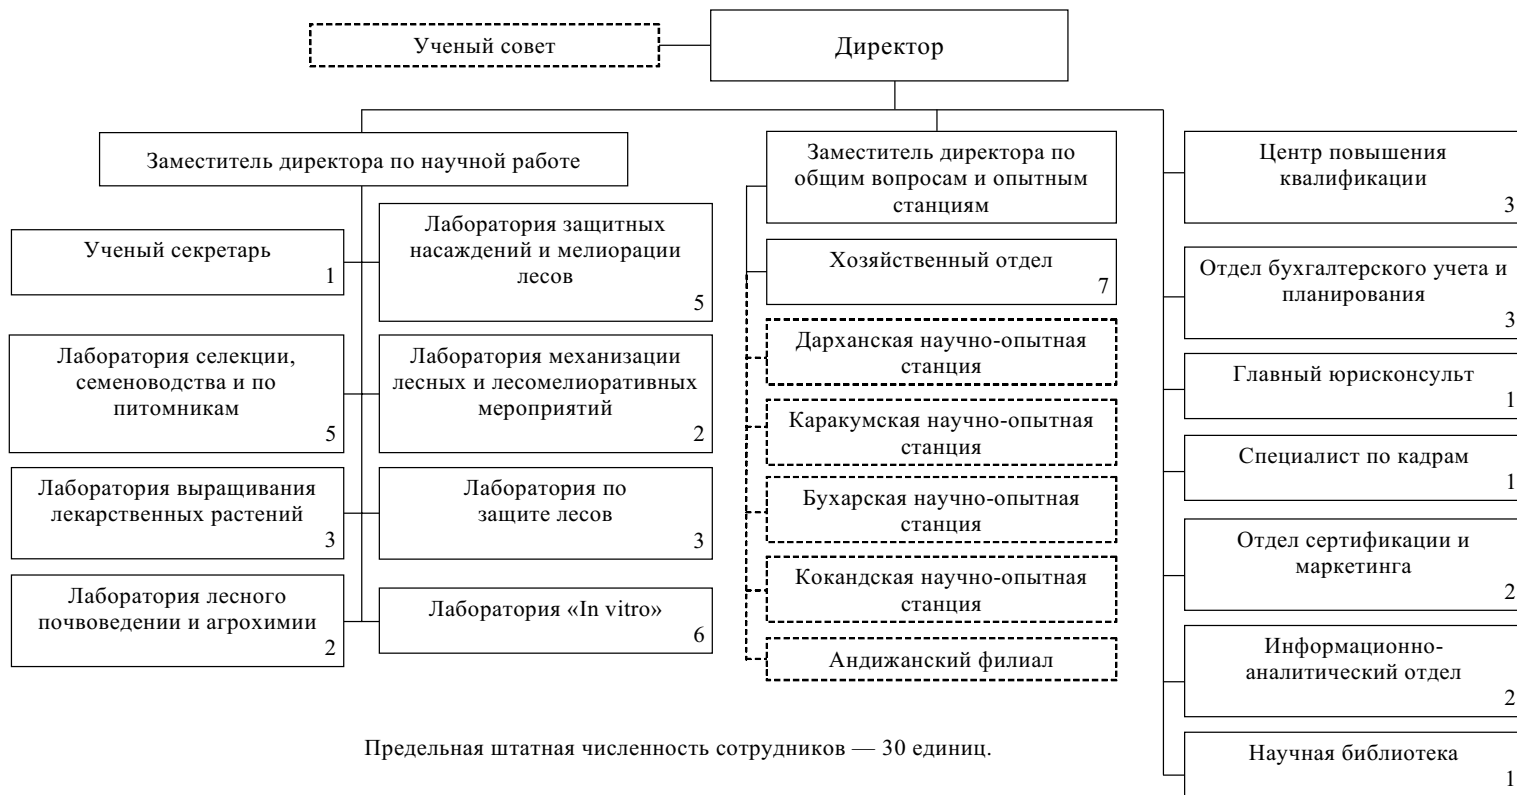 Ученый совет
Директор
Заместитель директора по научной работе
Ученый секретарь
1
Лаборатория защитных
насаждений и мелиорации
лесов
5
Лаборатория селекции,
семеноводства и по
питомникам
5
Лаборатория механизации
лесных и лесомелиоративных
мероприятий
2
Лаборатория выращивания
лекарственных растений
3
Лаборатория по
защите лесов
3
Лаборатория лесного
почвоведении и агрохимии
2
Лаборатория «In vitro»
6
Заместитель директора по
общим вопросам и опытным
станциям
Хозяйственный отдел
7
Дарханская научно-опытная
станция
Каракумская научно-опытная
станция
Бухарская научно-опытная
станция
Кокандская научно-опытная
станция
Андижанский филиал
Центр повышения
квалификации
3
Отдел бухгалтерского учета и
планирования
3
Главный юрисконсульт
1
Специалист по кадрам
1
Отдел сертификации и
маркетинга
2
Информационно-
аналитический отдел
2
Научная библиотека
1
Предельная штатная численность сотрудников — 30 единиц.